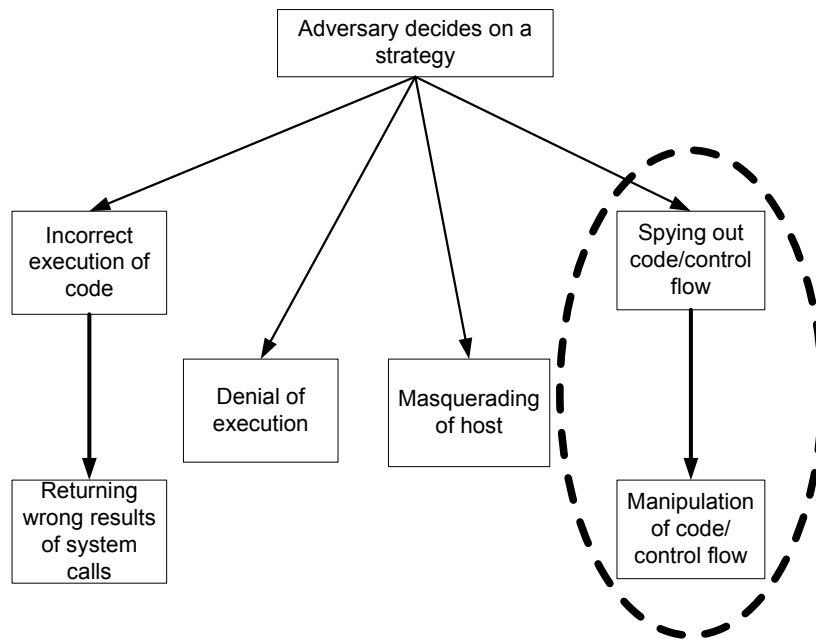 Adversary decides on a
strategy
Incorrect
execution of
code
Spying out
code/control
flow
Denial of
execution
Masquerading
of host
Returning
wrong results
of system
calls
Manipulation
of code/
control flow